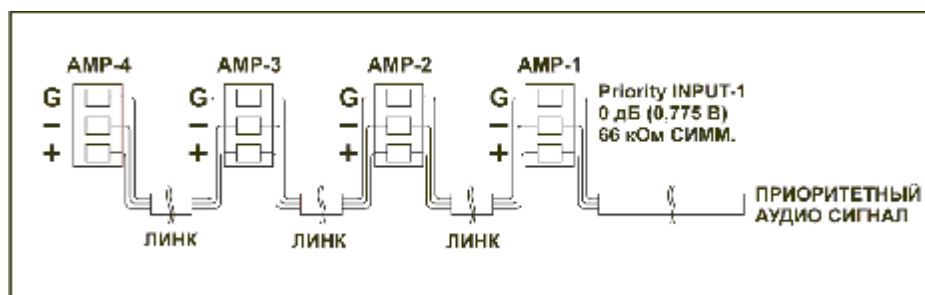 AMP-4 AMP-3 AMP-2 AMP-1
G G G G Priority INPUT-1
− − − − 0 дБ (0.775 В)
+ + + + 66 кОм СИММ.
ПРИОРИТЕТНЫЙ
АУДИО СИГНАЛ
ЛИНК ЛИНК ЛИНК